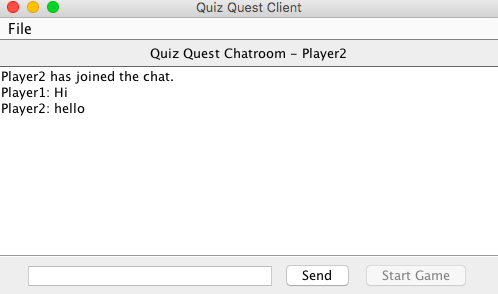 Quiz Quest Client
File
Quiz Quest Chatroom - Player2
Player2 has joined the chat.
Player1: Hi
Player2: hello
Send
Start Game